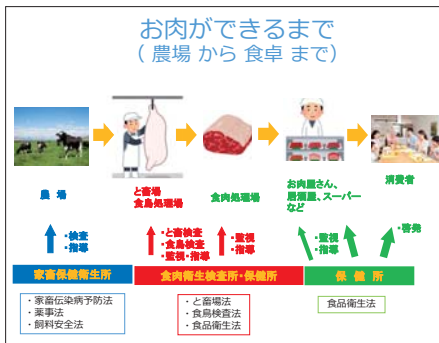 お肉ができるまで
( 農場 から 食卓 まで)
農 場
と畜場
食鳥処理場
食肉処理場
お肉屋さん、
居酒屋、スーパー
など
消費者
・検査
・指導
・と畜検査
・食鳥検査
・監視・指導
・監視
・指導
・監視
・指導
・啓発
家畜保健衛生所
食肉衛生検査所・保健所
保 健 所
・家畜伝染病予防法
・薬事法
・飼料安全法
・と畜場法
・食鳥検査法
・食品衛生法
食品衛生法